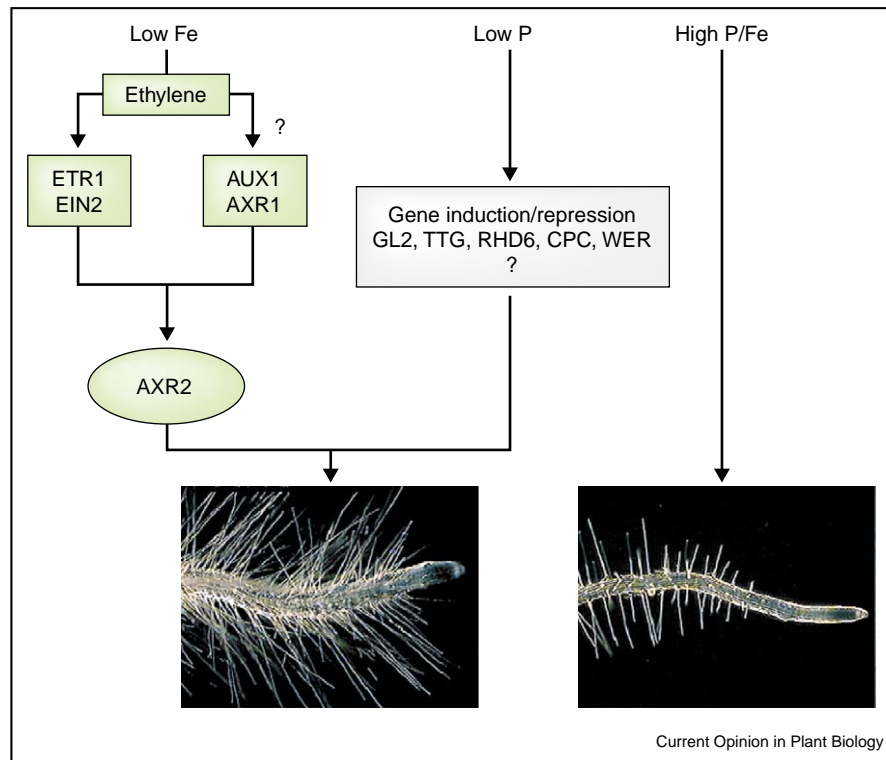 Low Fe
Low P
High P/Fe
Ethylene
?
ETR1
EIN2
AUX1
AXR1
Gene induction/repression
GL2, TTG, RHD6, CPC, WER
?
AXR2
Current Opinion in Plant Biology